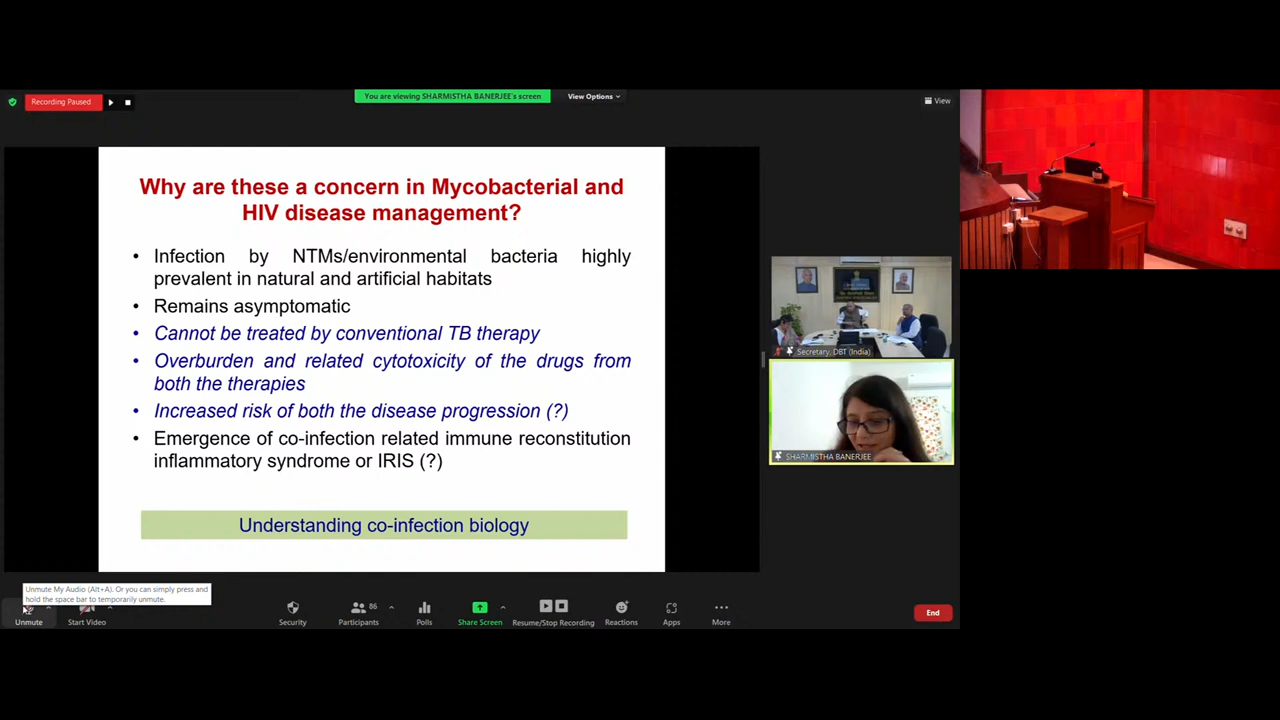 Recording Paused
You are viewing SHARMISTHA BANERJEE's screen
View Options
View
Why are these a concern in Mycobacterial and
HIV disease management?
• Infection by NTMs/environmental bacteria highly
prevalent in natural and artificial habitats
• Remains asymptomatic
• Cannot be treated by conventional TB therapy
• Overburden and related cytotoxicity of the drugs from
both the therapies
• Increased risk of both the disease progression (?)
• Emergence of co-infection related immune reconstitution
inflammatory syndrome or IRIS (?)
Understanding co-infection biology
Secretary, DBT (India)
SHARMISTHA BANERJEE
Unmute My Audio (Alt+A). Or you can simply press and
hold the space bar to temporarily unmute.
Unmute
Start Video
Security
86
Participants
Polls
Share Screen
Resume/Stop Recording
Reactions
Apps
More
End